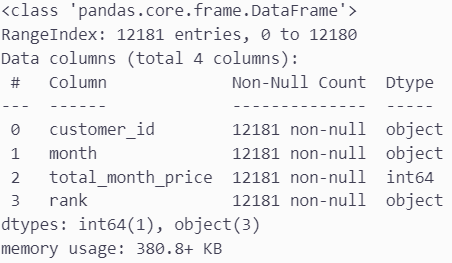 <class 'pandas.core.frame.DataFrame'>
RangeIndex: 12181 entries, 0 to 12180
Data columns (total 4 columns):
 #   Column             Non-Null Count  Dtype
---  ------             --------------  -----
 0   customer_id        12181 non-null  object
 1   month              12181 non-null  object
 2   total_month_price  12181 non-null  int64
 3   rank               12181 non-null  object
dtypes: int64(1), object(3)
memory usage: 380.8+ KB